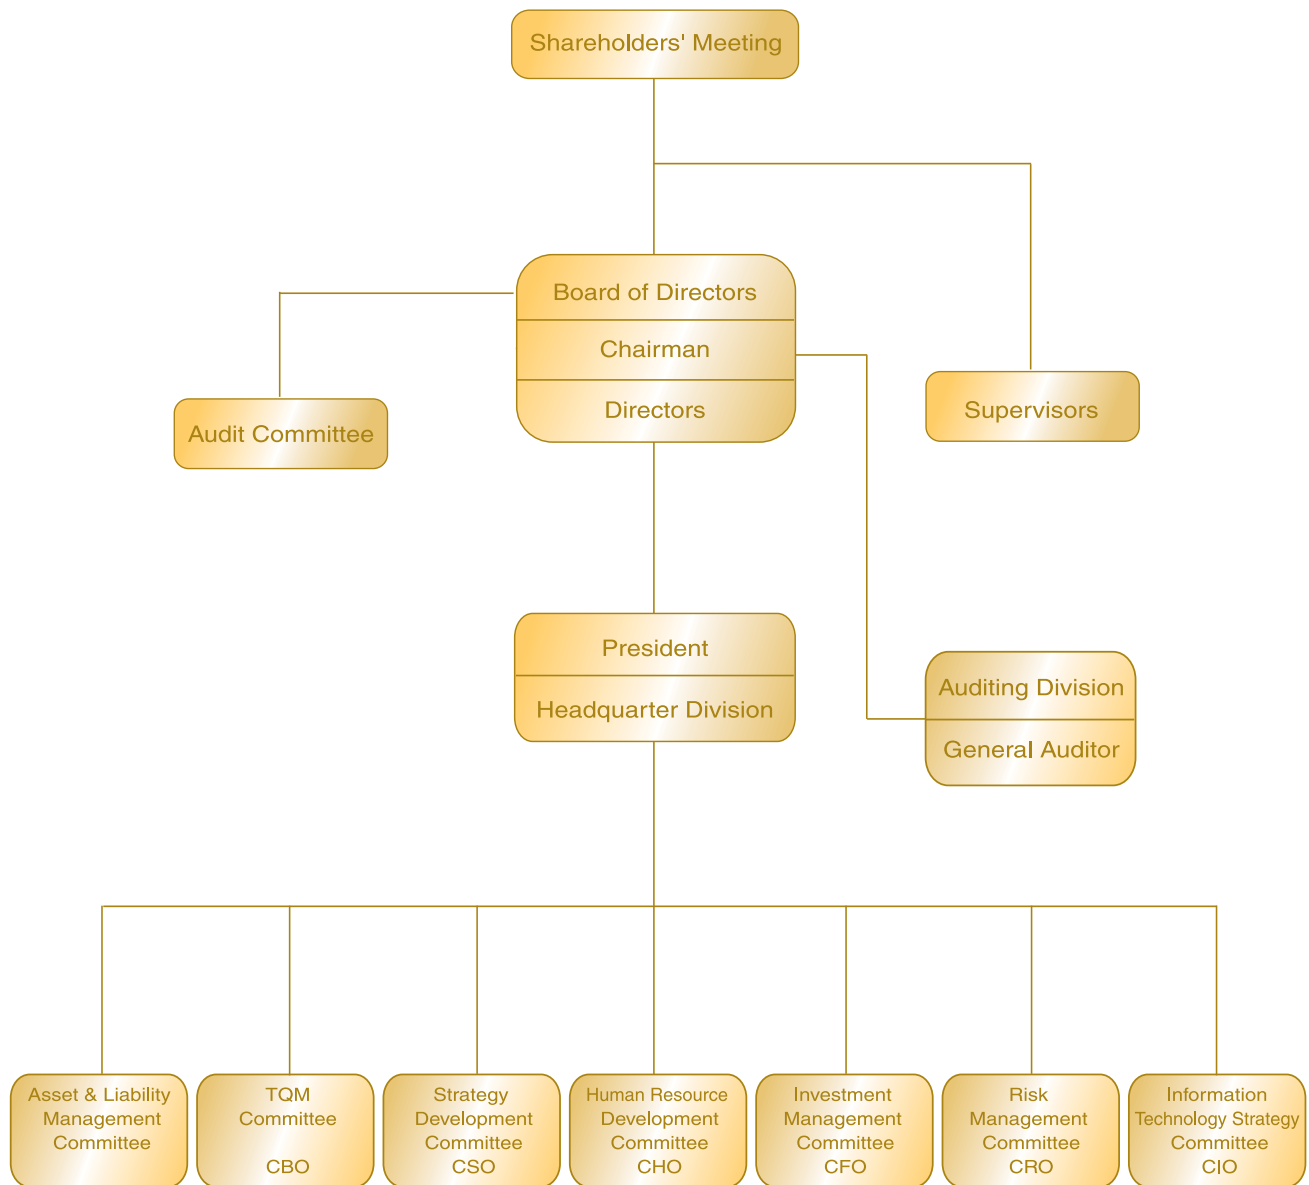 Shareholders' Meeting
Board of Directors
Chairman
Directors
Audit Committee
Supervisors
President
Headquarter Division
Auditing Division
General Auditor
Asset & Liability
Management
Committee
TQM
Committee
CBO
Strategy
Development
Committee
CSO
Human Resource
Development
Committee
CHO
Investment
Management
Committee
CFO
Risk
Management
Committee
CRO
Information
Technology Strategy
Committee
CIO